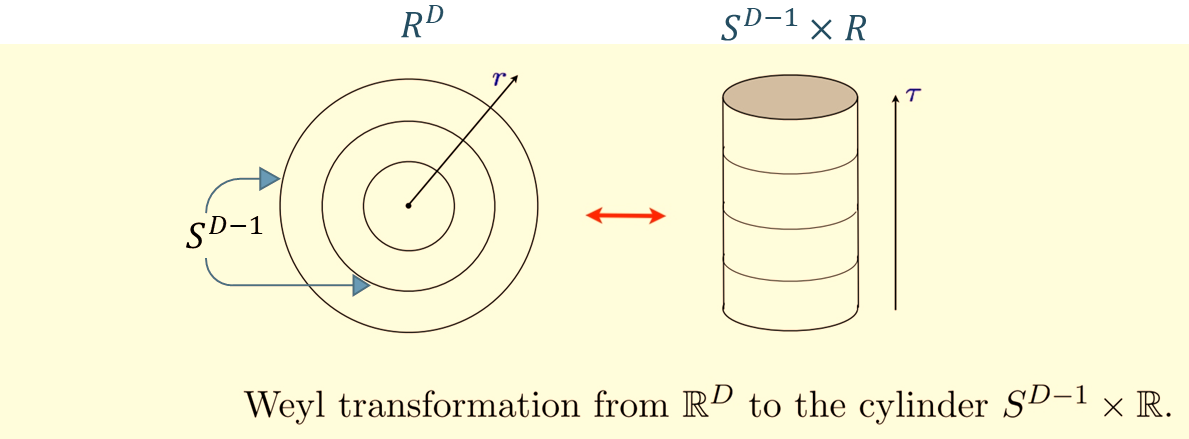 R^D
S^{D−1} × R
r
τ
S^{D−1}
Weyl transformation from ℝ^D to the cylinder S^{D−1} × ℝ.